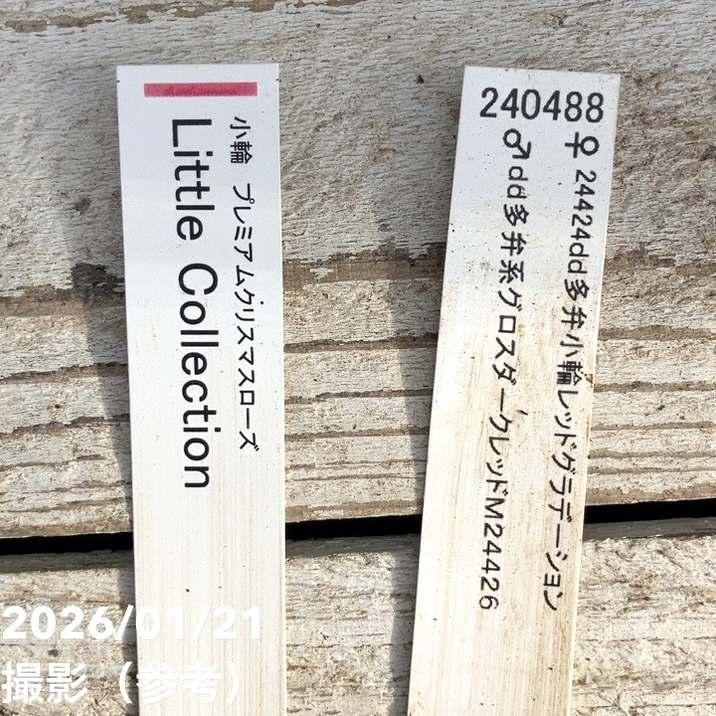 小輪 プレミアムクリスマスローズ
Little Collection
240488
♀ 24424dd多弁小輪レッドグラデーション
♂dd多弁系グロスダークレッドM24426
2026/01/21
撮影（参考）